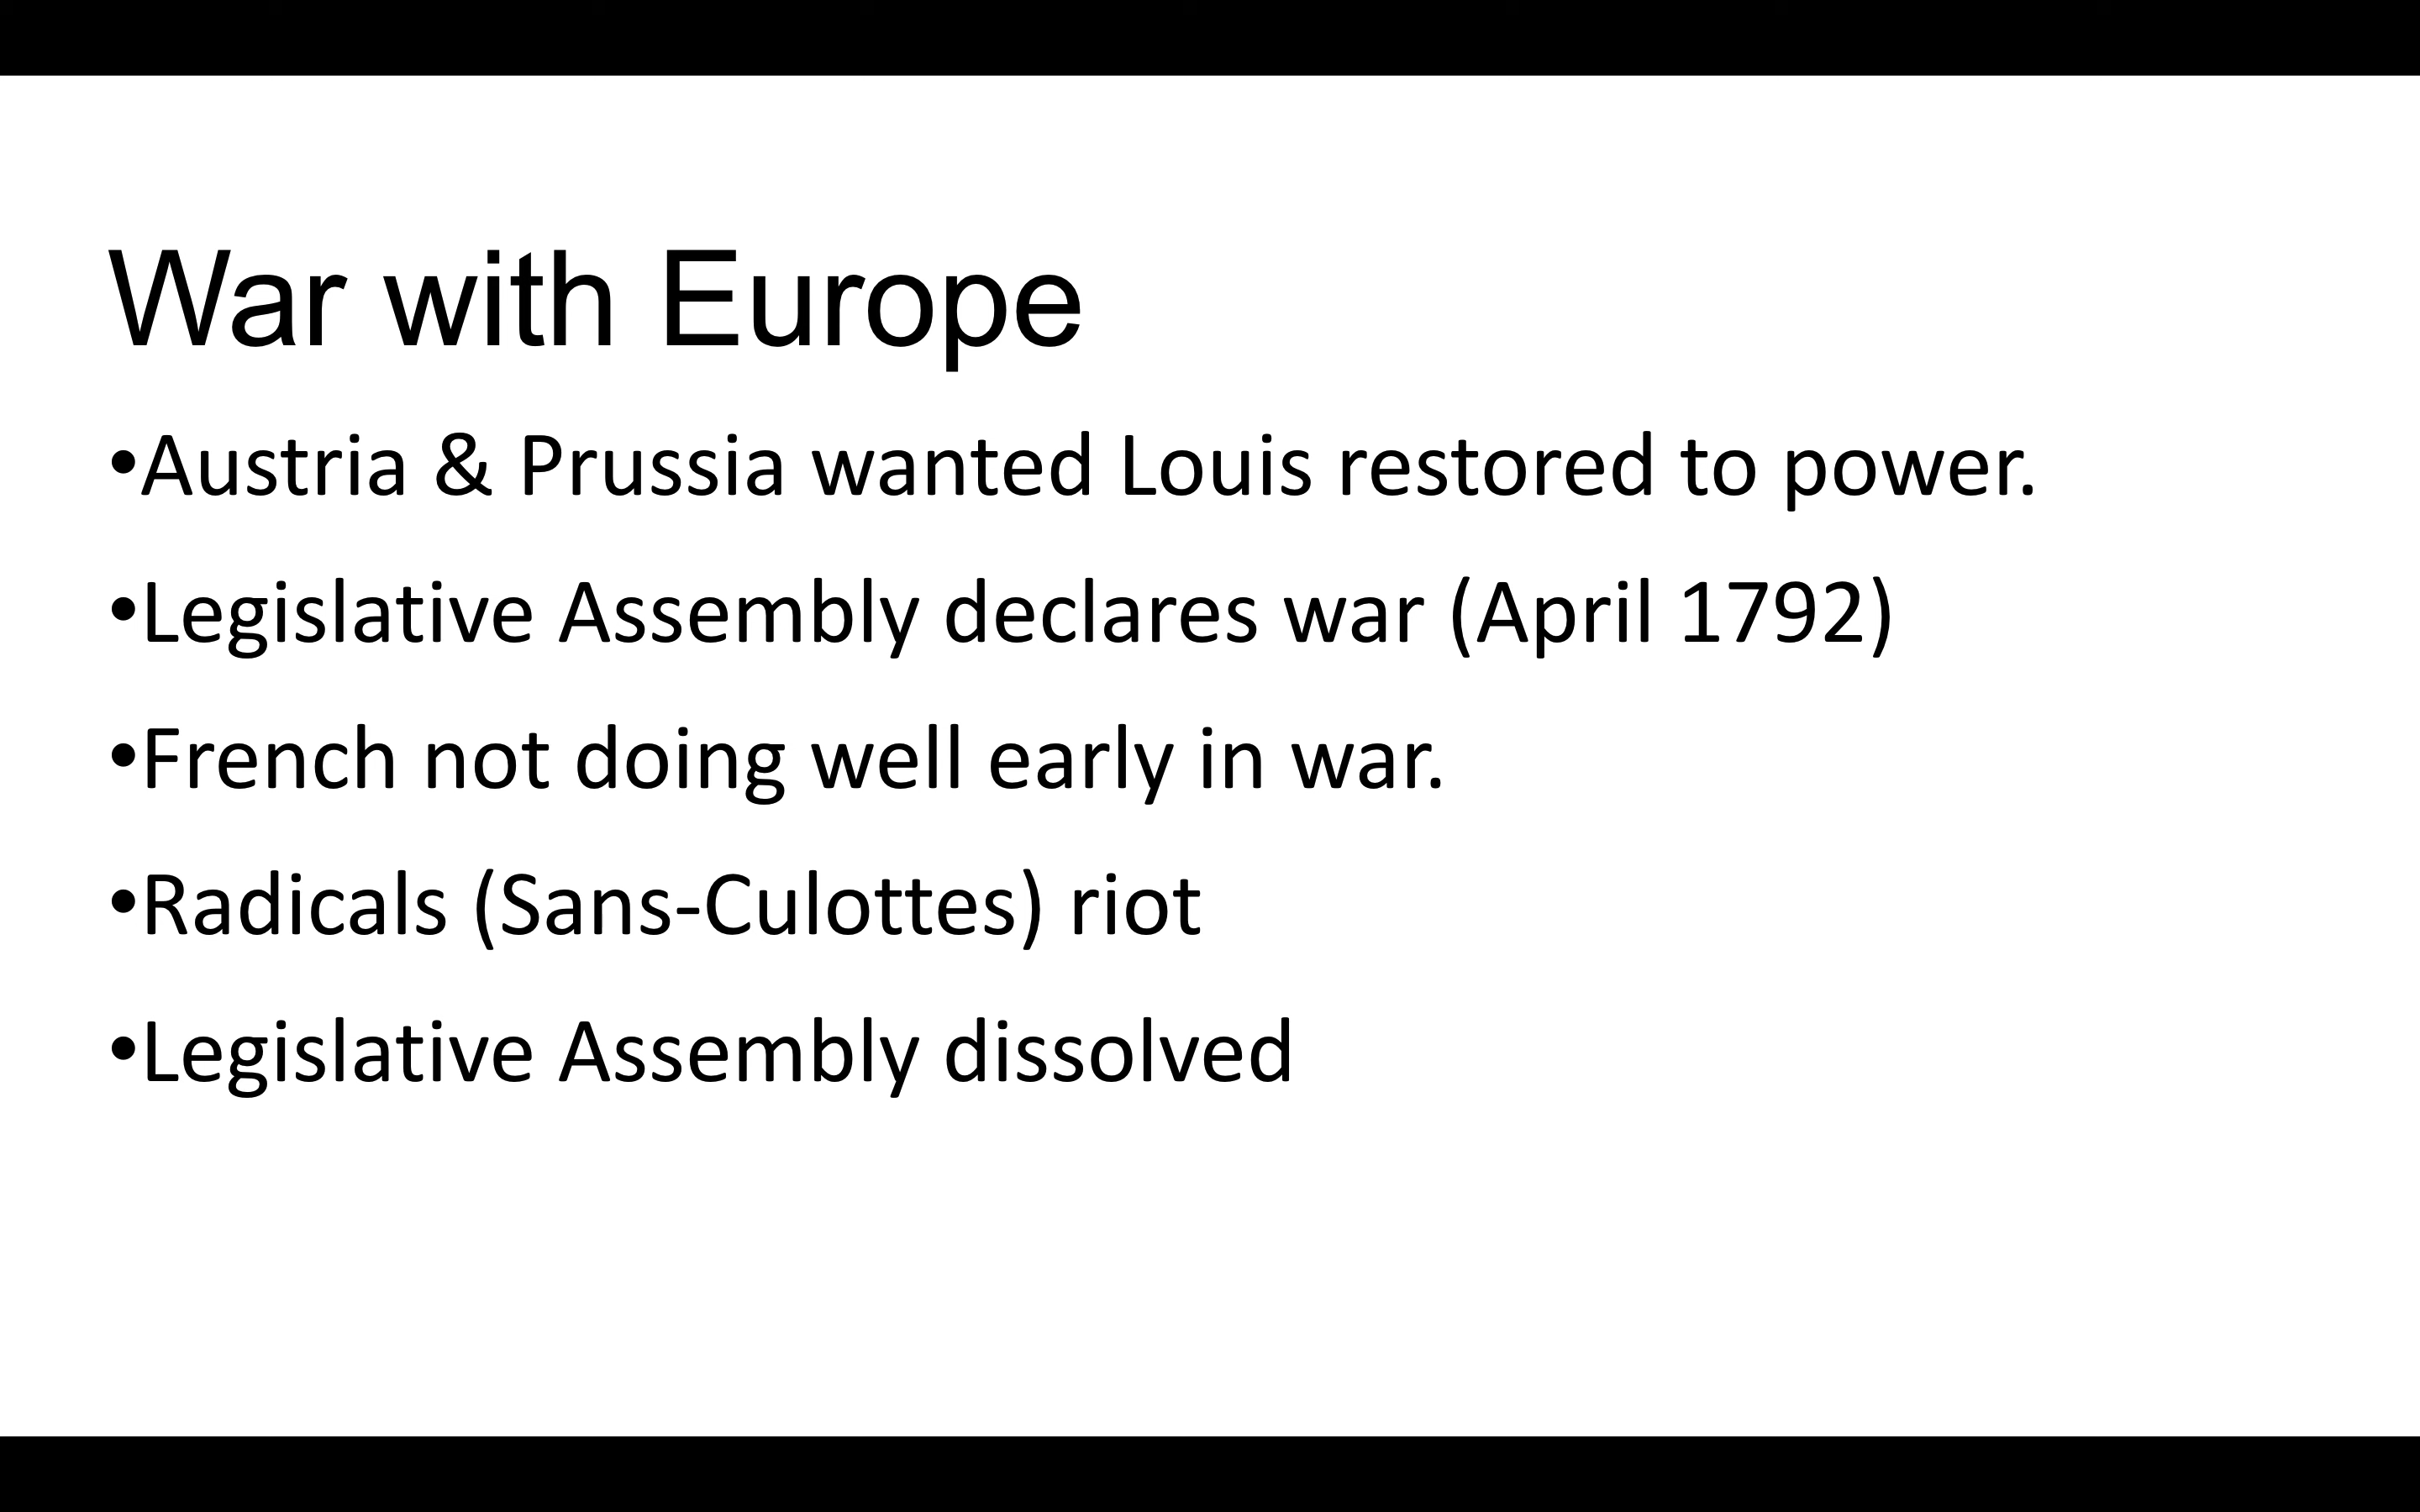 War with Europe
•Austria & Prussia wanted Louis restored to power.
•Legislative Assembly declares war (April 1792)
•French not doing well early in war.
•Radicals (Sans-Culottes) riot
•Legislative Assembly dissolved